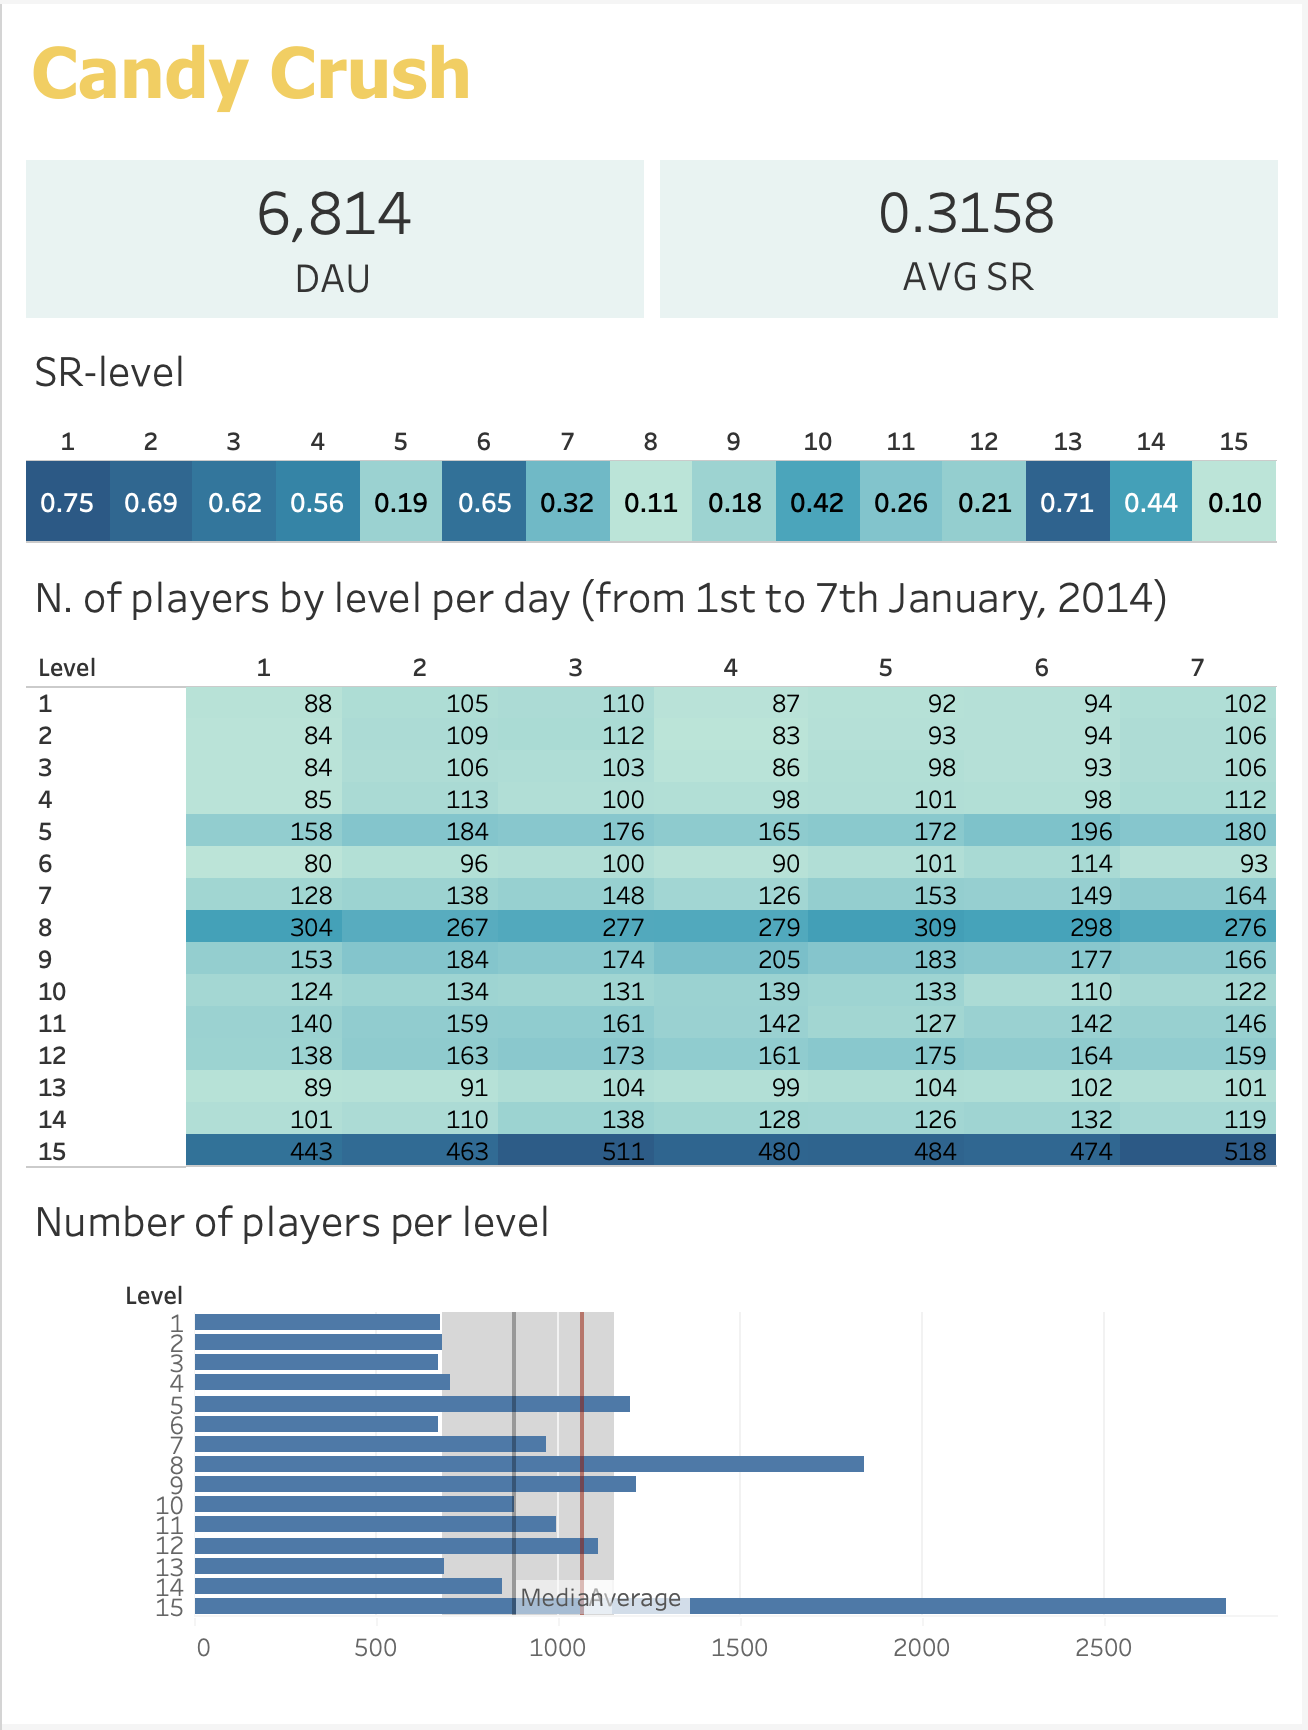 Candy Crush
6,814
DAU
0.3158
AVG SR
SR-level
1 2 3 4 5 6 7 8 9 10 11 12 13 14 15
0.75 0.69 0.62 0.56 0.19 0.65 0.32 0.11 0.18 0.42 0.26 0.21 0.71 0.44 0.10
N. of players by level per day (from 1st to 7th January, 2014)
Level 1 2 3 4 5 6 7
1 88 105 110 87 92 94 102
2 84 109 112 83 93 94 106
3 84 106 103 86 98 93 106
4 85 113 100 98 101 98 112
5 158 184 176 165 172 196 180
6 80 96 100 90 101 114 93
7 128 138 148 126 153 149 164
8 304 267 277 279 309 298 276
9 153 184 174 205 183 177 166
10 124 134 131 139 133 110 122
11 140 159 161 142 127 142 146
12 138 163 173 161 175 164 159
13 89 91 104 99 104 102 101
14 101 110 138 128 126 132 119
15 443 463 511 480 484 474 518
Number of players per level
Level
1
2
3
4
5
6
7
8
9
10
11
12
13
14
15
Median Average
0 500 1000 1500 2000 2500